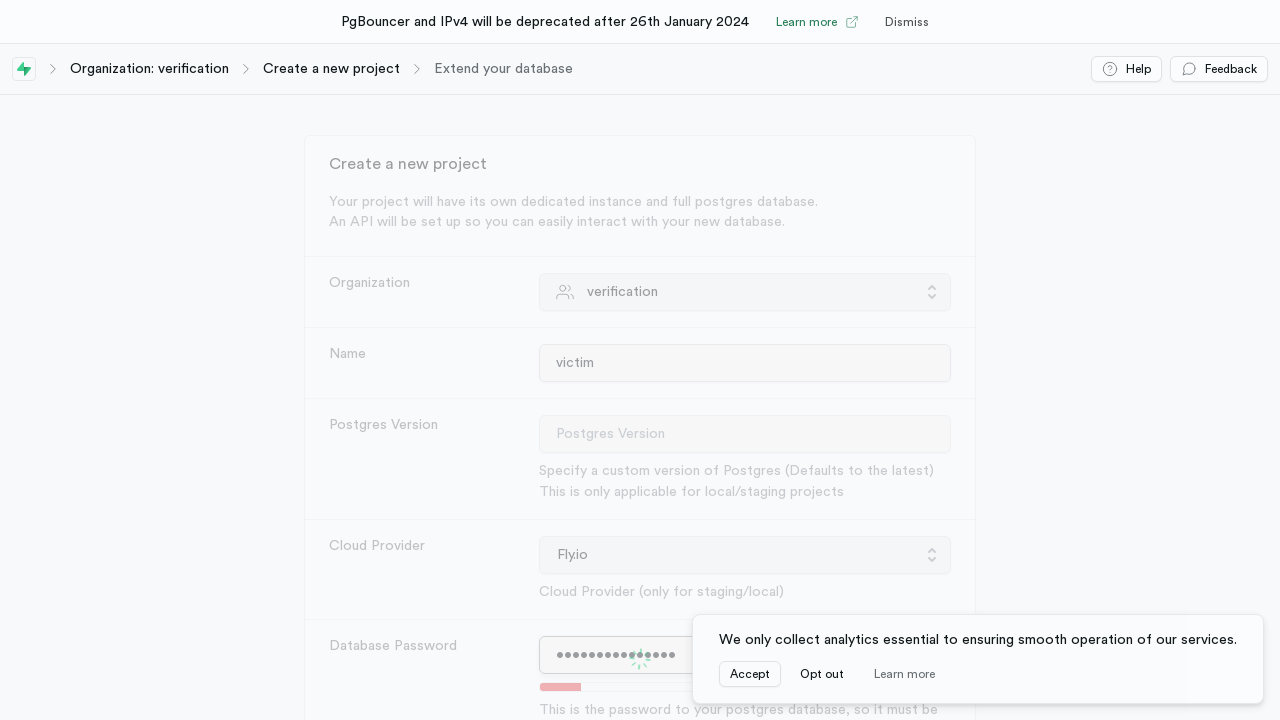 PgBouncer and IPv4 will be deprecated after 26th January 2024 Learn more Dismiss
Organization: verification Create a new project Extend your database Help Feedback
Create a new project
Your project will have its own dedicated instance and full postgres database.
An API will be set up so you can easily interact with your new database.
Organization verification
Name victim
Postgres Version Postgres Version
Specify a custom version of Postgres (Defaults to the latest)
This is only applicable for local/staging projects
Cloud Provider Fly.io
Cloud Provider (only for staging/local)
Database Password •••••••••••••••
This is the password to your postgres database, so it must be
We only collect analytics essential to ensuring smooth operation of our services.
Accept Opt out Learn more